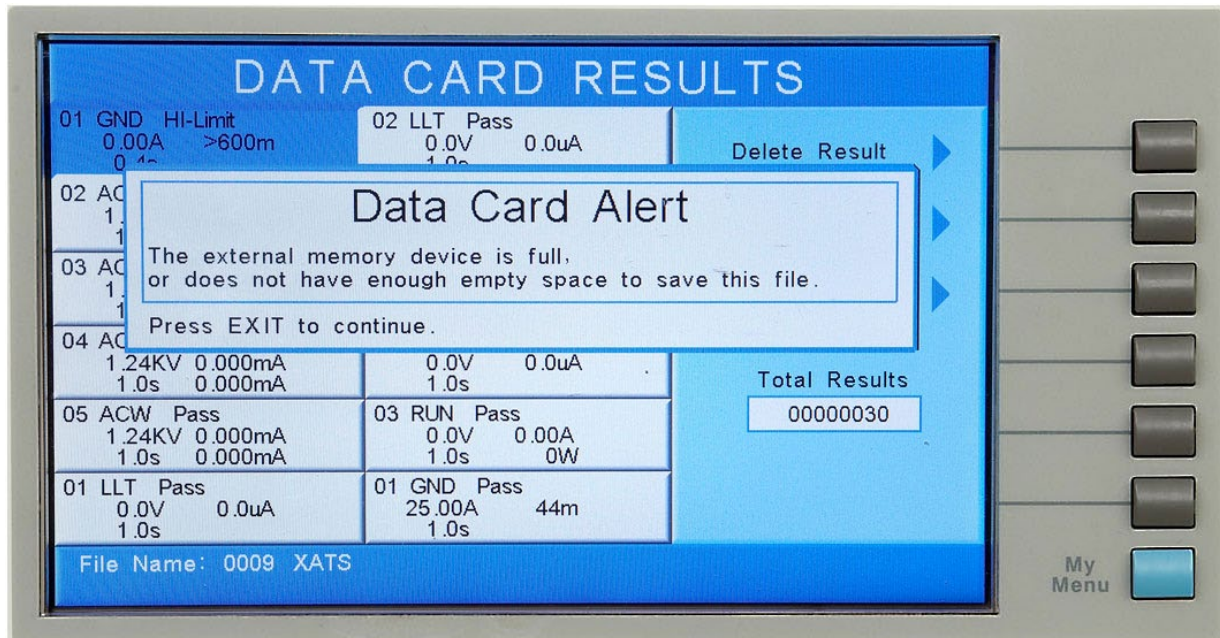 DATA CARD RESULTS
01 GND HI-Limit
0.00A >600m
02 LLT Pass
0.0V 0.0uA
Delete Result
02 AC
03 AC
04 AC
1.24KV 0.000mA
1.0s 0.000mA
0.0V 0.0uA
1.0s
Data Card Alert
The external memory device is full,
or does not have enough empty space to save this file.
Press EXIT to continue.
05 ACW Pass
1.24KV 0.000mA
1.0s 0.000mA
03 RUN Pass
0.0V 0.00A
1.0s 0W
01 LLT Pass
0.0V 0.0uA
1.0s
01 GND Pass
25.00A 44m
1.0s
Total Results
00000030
File Name: 0009 XATS
My
Menu